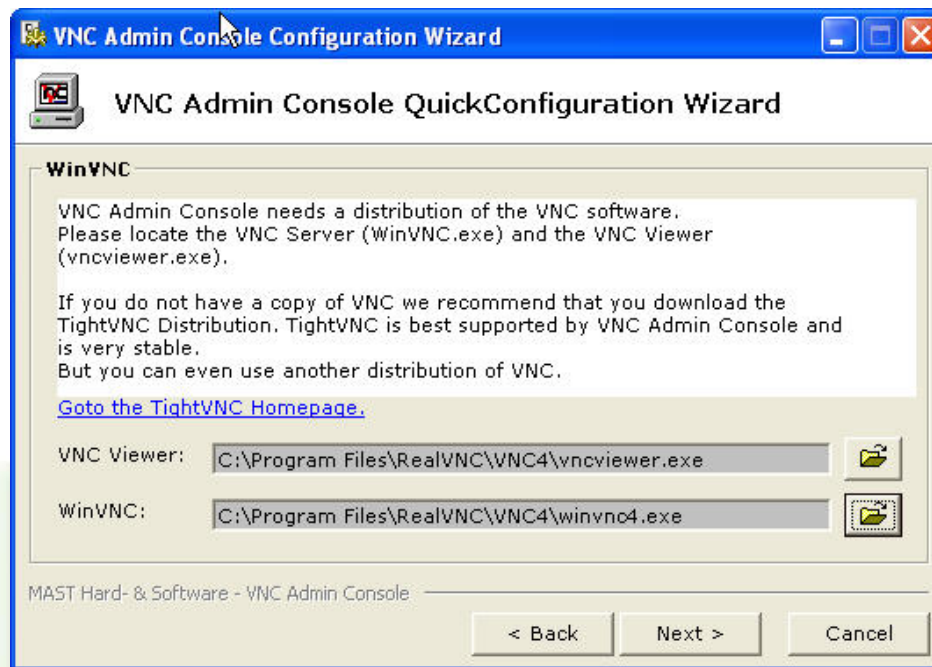 VNC Admin Console Configuration Wizard
VNC Admin Console QuickConfiguration Wizard
WinVNC
VNC Admin Console needs a distribution of the VNC software.
Please locate the VNC Server (WinVNC.exe) and the VNC Viewer
(vncviewer.exe).
If you do not have a copy of VNC we recommend that you download the
TightVNC Distribution. TightVNC is best supported by VNC Admin Console and
is very stable.
But you can even use another distribution of VNC.
Goto the TightVNC Homepage.
VNC Viewer: C:\Program Files\RealVNC\VNC4\vncviewer.exe
WinVNC: C:\Program Files\RealVNC\VNC4\winvnc4.exe
MAST Hard- & Software - VNC Admin Console
< Back Next > Cancel